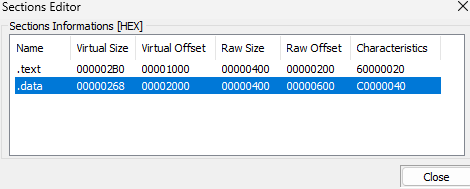 Sections Editor
Sections Informations [HEX]
Name Virtual Size Virtual Offset Raw Size Raw Offset Characteristics
.text 000002B0 00001000 00000400 00000200 60000020
.data 00000268 00002000 00000400 00000600 C0000040
Close